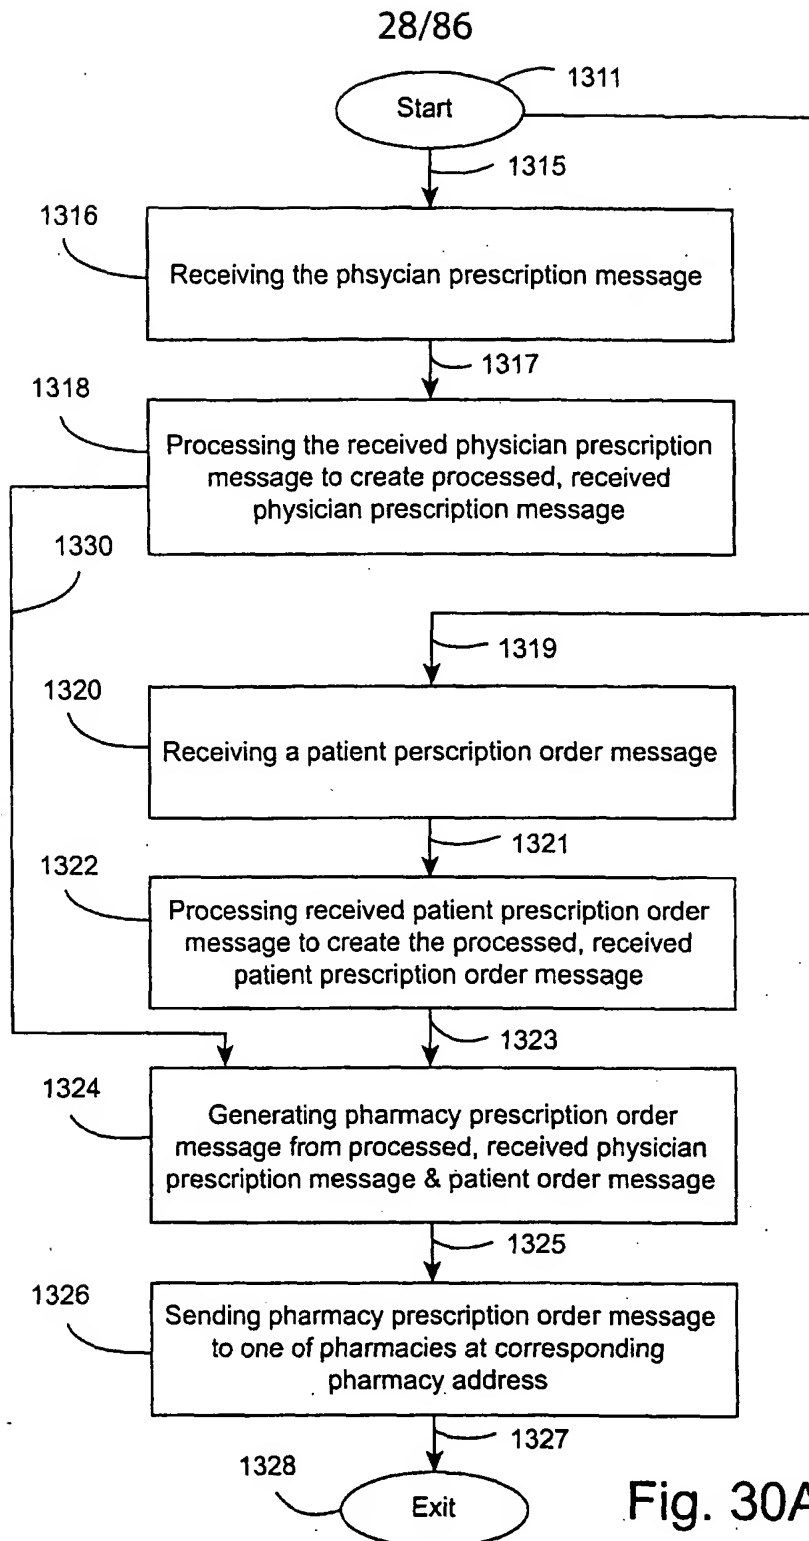 28/86
1311
Start
1315
1316
Receiving the phsycian prescription message
1317
1318
Processing the received physician prescription
message to create processed, received
physician prescription message
1330
1319
1320
Receiving a patient perscription order message
1321
1322
Processing received patient prescription order
message to create the processed, received
patient prescription order message
1323
1324
Generating pharmacy prescription order
message from processed, received physician
prescription message & patient order message
1325
1326
Sending pharmacy prescription order message
to one of pharmacies at corresponding
pharmacy address
1327
1328
Exit
Fig. 30A